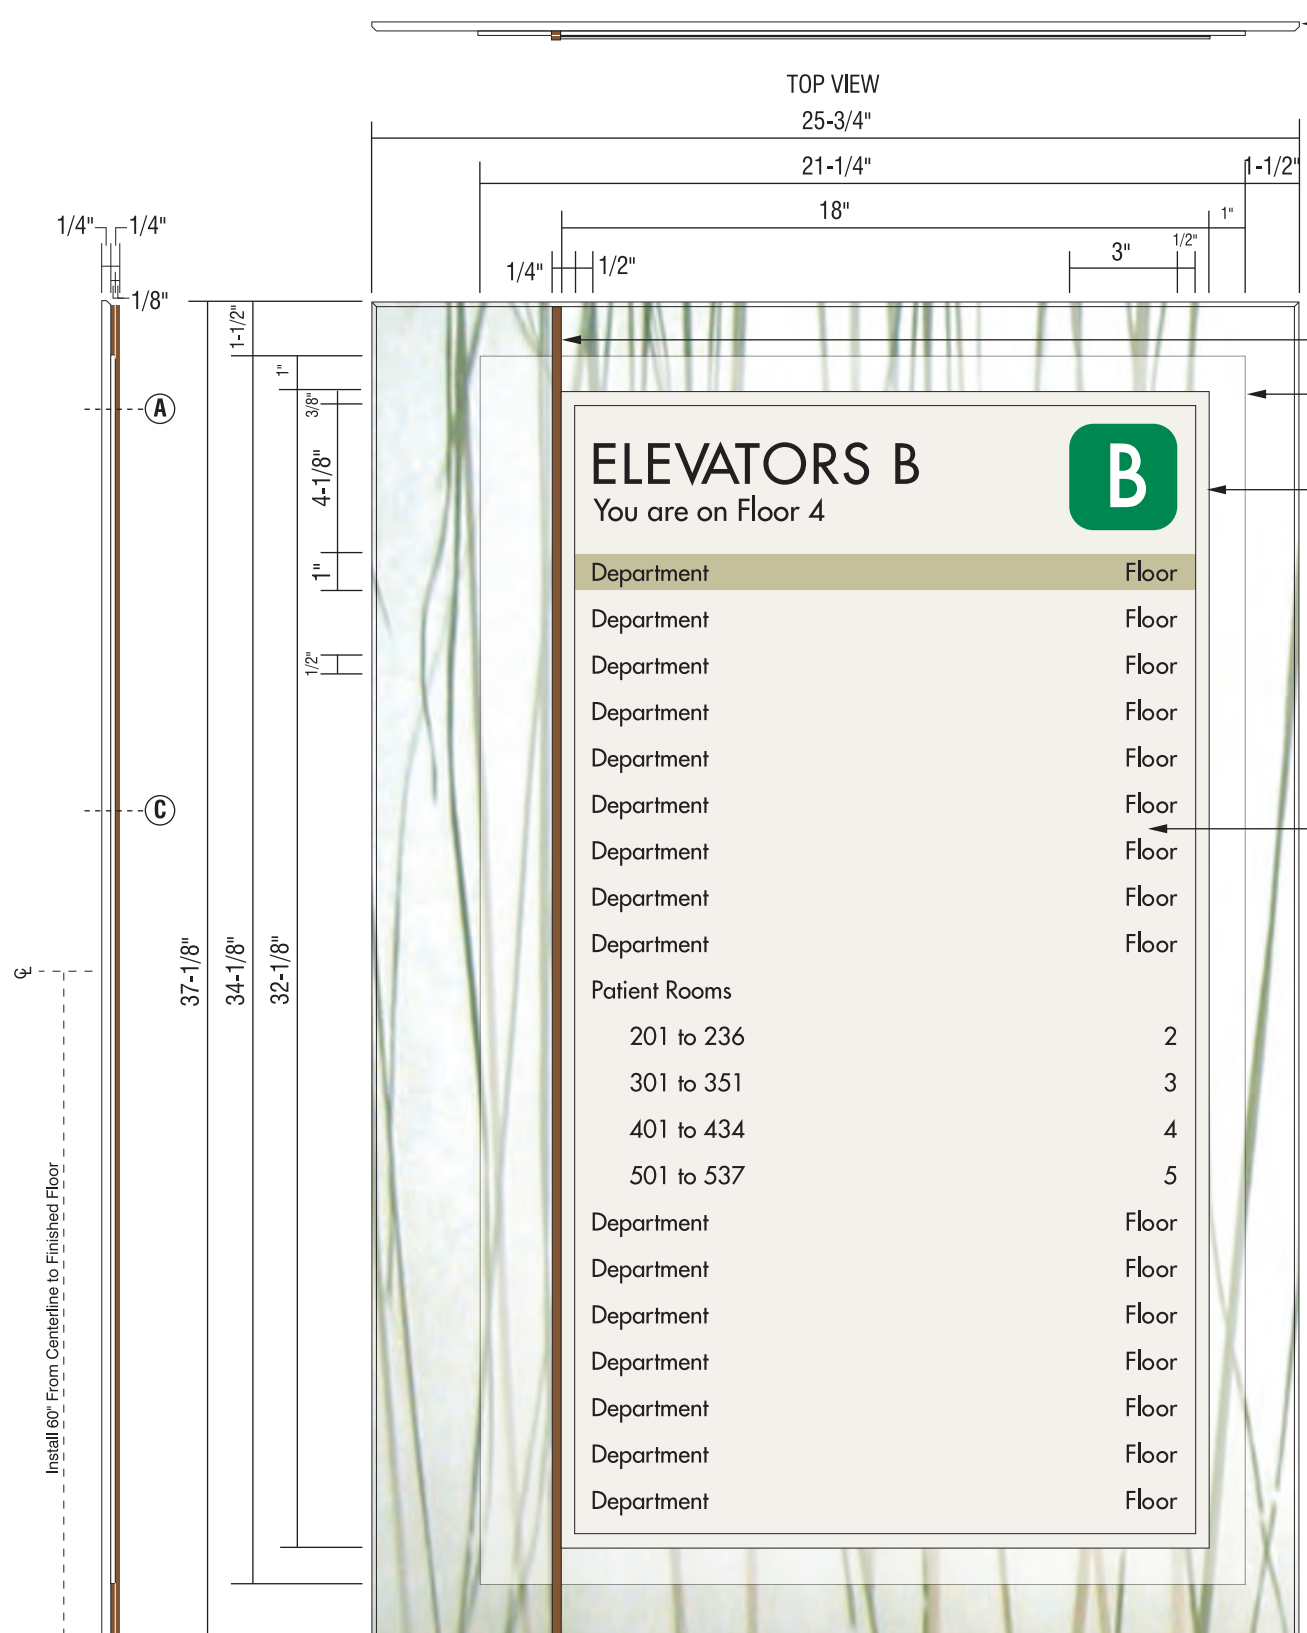 TOP VIEW
25-3/4"
21-1/4"
1-1/2"
18"
1"
1/4"
1/4"
1/4"
1/2"
3"
1/2"
1/8"
1-1/2"
1"
3/8"
4-1/8"
1"
1/2"
A
C
37-1/8"
34-1/8"
32-1/8"
Install 60" From Centerline to Finished Floor
ELEVATORS B
B
You are on Floor 4
Department Floor
Department Floor
Department Floor
Department Floor
Department Floor
Department Floor
Department Floor
Department Floor
Department Floor
Patient Rooms
201 to 236 2
301 to 351 3
401 to 434 4
501 to 537 5
Department Floor
Department Floor
Department Floor
Department Floor
Department Floor
Department Floor
Department Floor